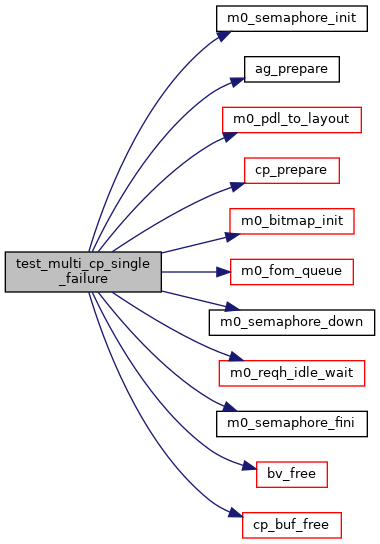 m0_semaphore_init
ag_prepare
m0_pdl_to_layout
cp_prepare
m0_bitmap_init
test_multi_cp_single
_failure
m0_fom_queue
m0_semaphore_down
m0_reqh_idle_wait
m0_semaphore_fini
bv_free
cp_buf_free